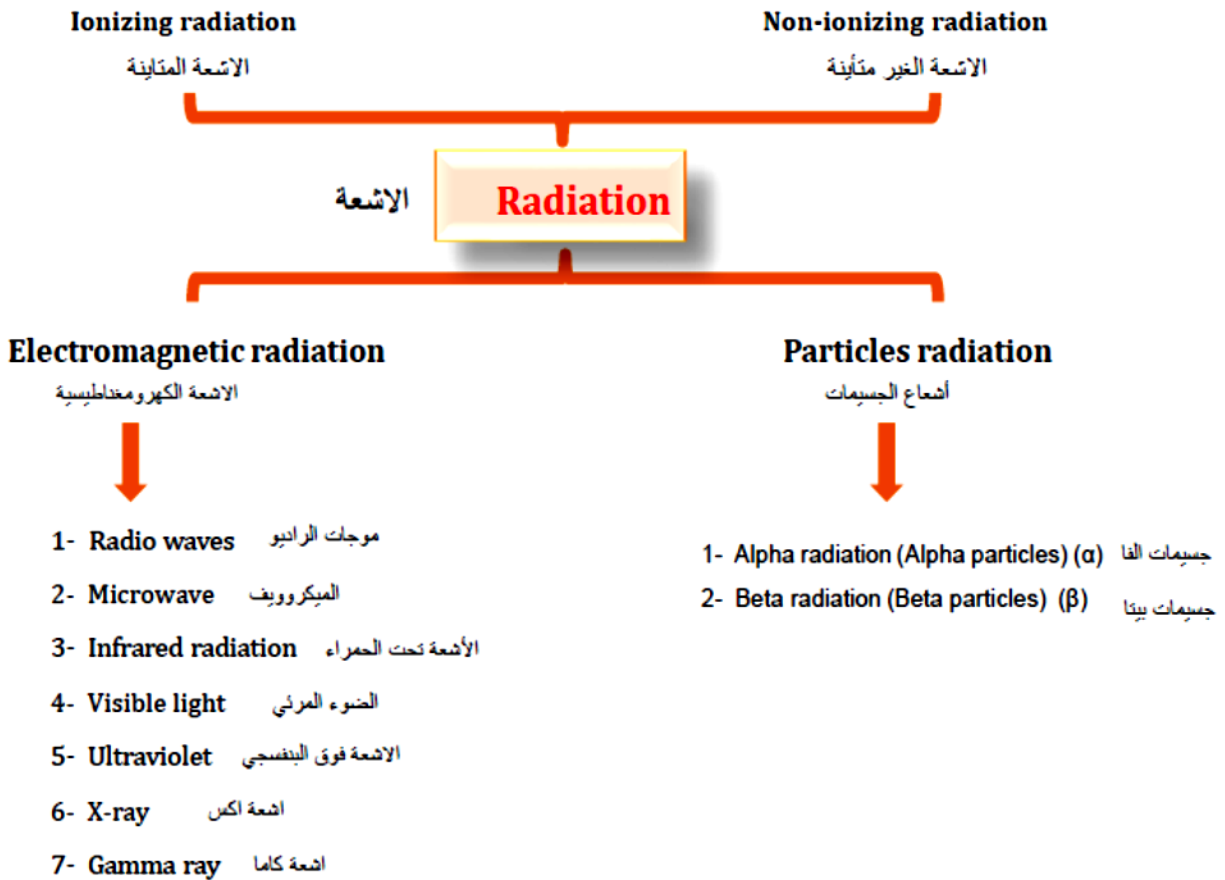 Ionizing radiation
الاشعة المتاينة
Non-ionizing radiation
الاشعة الغير متأينة
الاشعة
Radiation
Electromagnetic radiation
الاشعة الكهرومغناطيسية
Particles radiation
أشعاع الجسيمات
1- Radio waves موجات الراديو
2- Microwave الميكروويف
3- Infrared radiation الأشعة تحت الحمراء
4- Visible light الضوء المرئي
5- Ultraviolet الاشعة فوق البنفسجي
6- X-ray اشعة اكس
7- Gamma ray اشعة كاما
1- Alpha radiation (Alpha particles) (α) جسيمات الفا
2- Beta radiation (Beta particles) (β) جسيمات بيتا